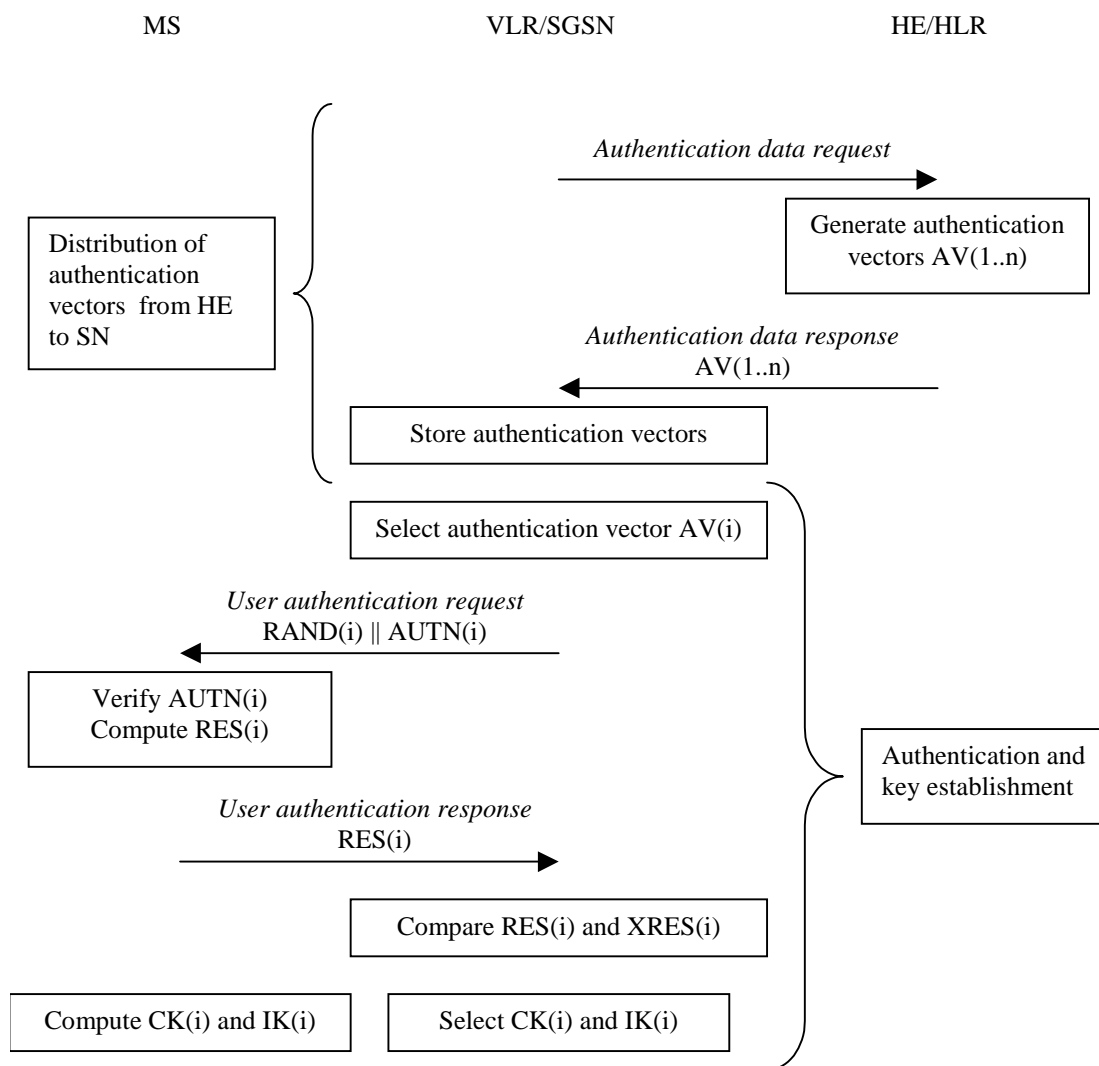 MS
VLR/SGSN
HE/HLR
Authentication data request
Generate authentication
vectors AV(1..n)
Distribution of
authentication
vectors from HE
to SN
Authentication data response
AV(1..n)
Store authentication vectors
Select authentication vector AV(i)
User authentication request
RAND(i) || AUTN(i)
Verify AUTN(i)
Compute RES(i)
Authentication and
key establishment
User authentication response
RES(i)
Compare RES(i) and XRES(i)
Compute CK(i) and IK(i)
Select CK(i) and IK(i)